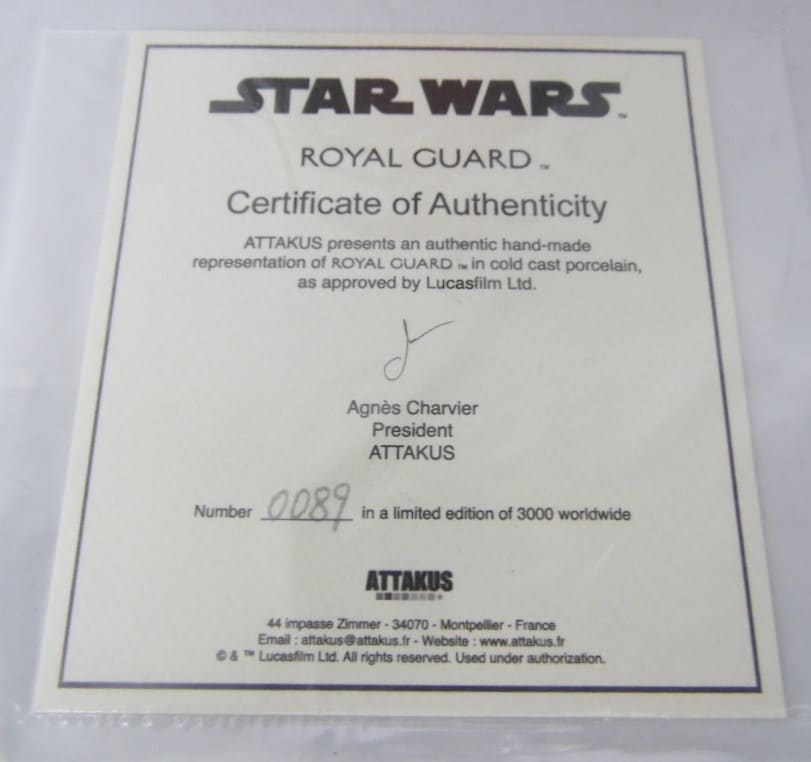 STAR WARS™
ROYAL GUARD™
Certificate of Authenticity
ATTAKUS presents an authentic hand-made
representation of ROYAL GUARD™ in cold cast porcelain,
as approved by Lucasfilm Ltd.
Agnès Charvier
President
ATTAKUS
Number 0089 in a limited edition of 3000 worldwide
ATTAKUS
44 impasse Zimmer - 34070 - Montpellier - France
Email : attakus@attakus.fr - Website : www.attakus.fr
© & ™ Lucasfilm Ltd. All rights reserved. Used under authorization.